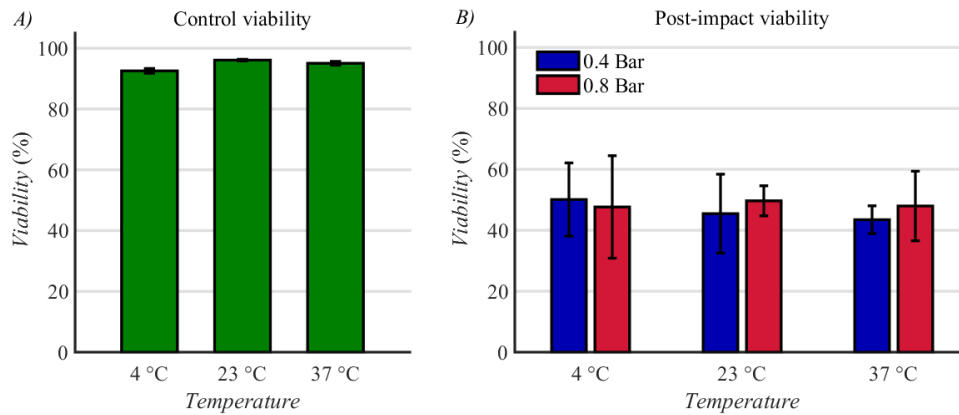 A)
Control viability
Viability (%)
100
80
60
40
20
0
4 °C
23 °C
37 °C
Temperature
B)
Post-impact viability
Viability (%)
100
80
60
40
20
0
0.4 Bar
0.8 Bar
4 °C
23 °C
37 °C
Temperature